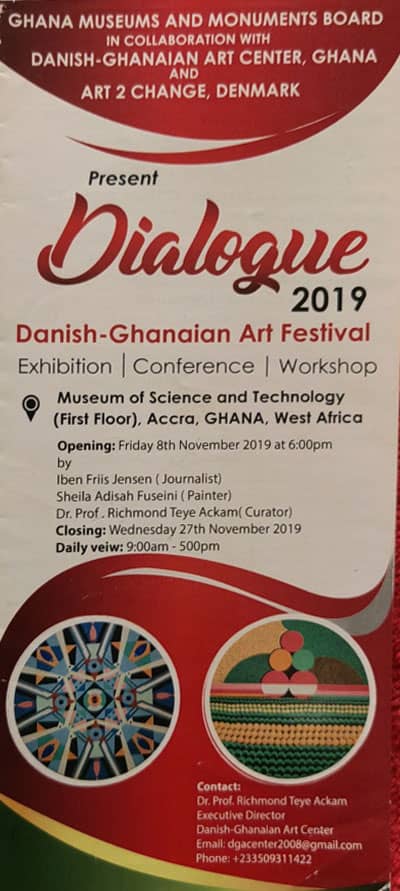 GHANA MUSEUMS AND MONUMENTS BOARD
IN COLLABORATION WITH
DANISH-GHANAIAN ART CENTER, GHANA
AND
ART 2 CHANGE, DENMARK
Present
Dialogue
2019
Danish-Ghanaian Art Festival
Exhibition | Conference | Workshop
Museum of Science and Technology
(First Floor), Accra, GHANA, West Africa
Opening: Friday 8th November 2019 at 6:00pm
by
Iben Friis Jensen ( Journalist)
Sheila Adisah Fuseini ( Painter)
Dr. Prof . Richmond Teye Ackam( Curator)
Closing: Wednesday 27th November 2019
Daily veiw: 9:00am - 500pm
Contact:
Dr. Prof. Richmond Teye Ackam
Executive Director
Danish-Ghanaian Art Center
Email: dgacenter2008@gmail.com
Phone: +233509311422